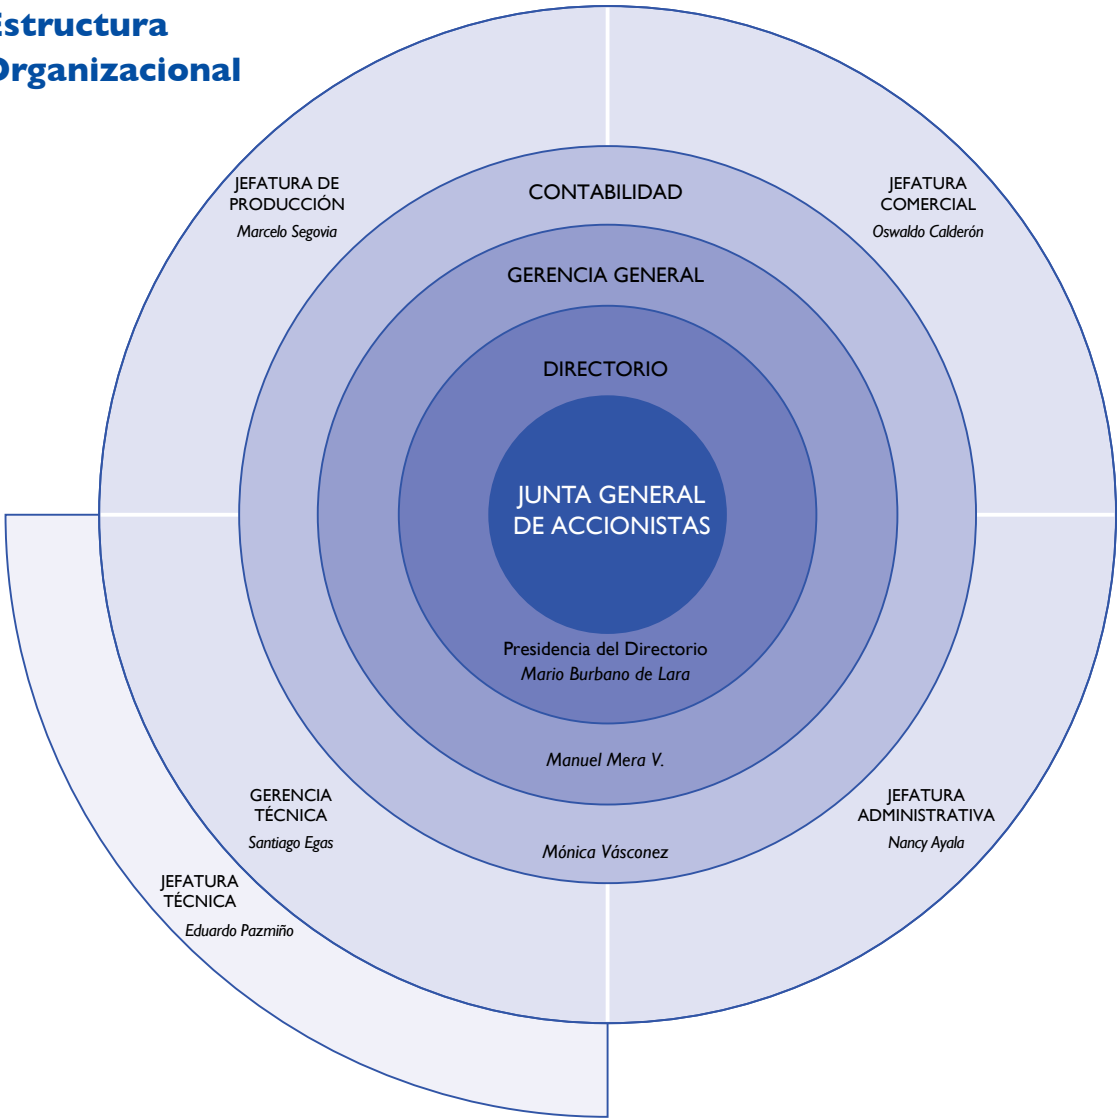 Estructura
Organizacional
JEFATURA DE
PRODUCCIÓN
Marcelo Segovia
CONTABILIDAD
JEFATURA
COMERCIAL
Oswaldo Calderón
GERENCIA GENERAL
DIRECTORIO
JUNTA GENERAL
DE ACCIONISTAS
Presidencia del Directorio
Mario Burbano de Lara
Manuel Mera V.
GERENCIA
TÉCNICA
Santiago Egas
JEFATURA
ADMINISTRATIVA
Nancy Ayala
Mónica Vásconez
JEFATURA
TÉCNICA
Eduardo Pazmiño